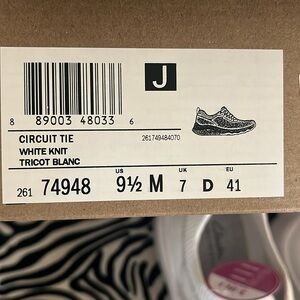 J
8 89003 48033 6
261749484070
CIRCUIT TIE
WHITE KNIT
TRICOT BLANC
US UK EU
261 74948 9½ M 7 D 41